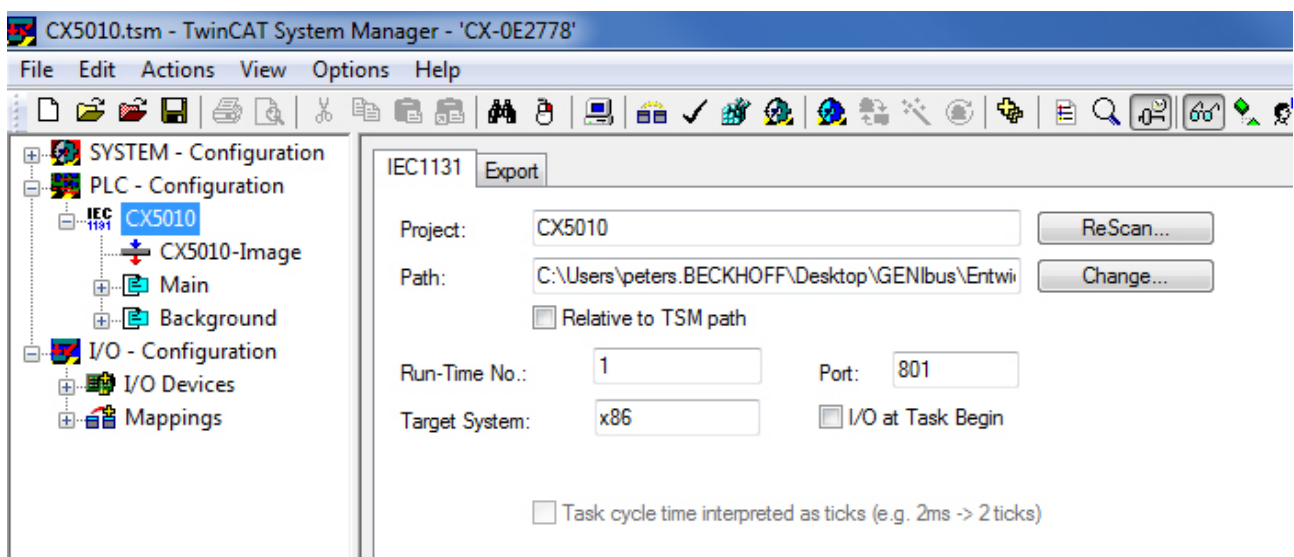 CX5010.tsm - TwinCAT System Manager - 'CX-0E2778'
File Edit Actions View Options Help
SYSTEM - Configuration
PLC - Configuration
IEC 1131 CX5010
CX5010-Image
Main
Background
I/O - Configuration
I/O Devices
Mappings
IEC1131 Export
Project: CX5010 ReScan...
Path: C:\Users\peters.BECKHOFF\Desktop\GENIbus\Entwi Change...
Relative to TSM path
Run-Time No.: 1 Port: 801
Target System: x86 I/O at Task Begin
Task cycle time interpreted as ticks (e.g. 2ms -> 2 ticks)